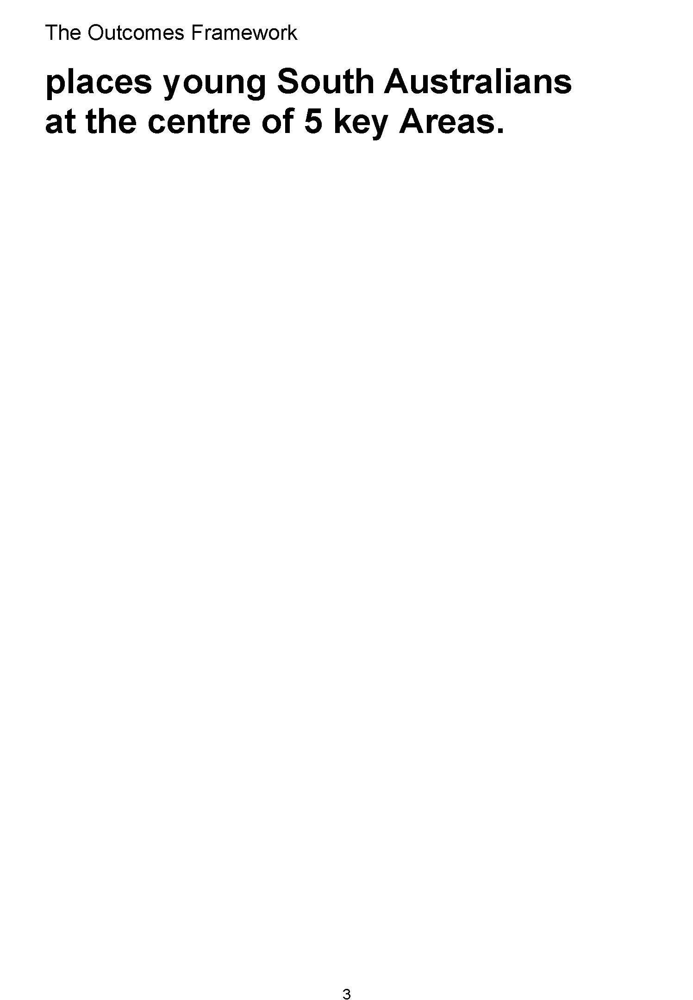 The Outcomes Framework
places young South Australians
at the centre of 5 key Areas.
3